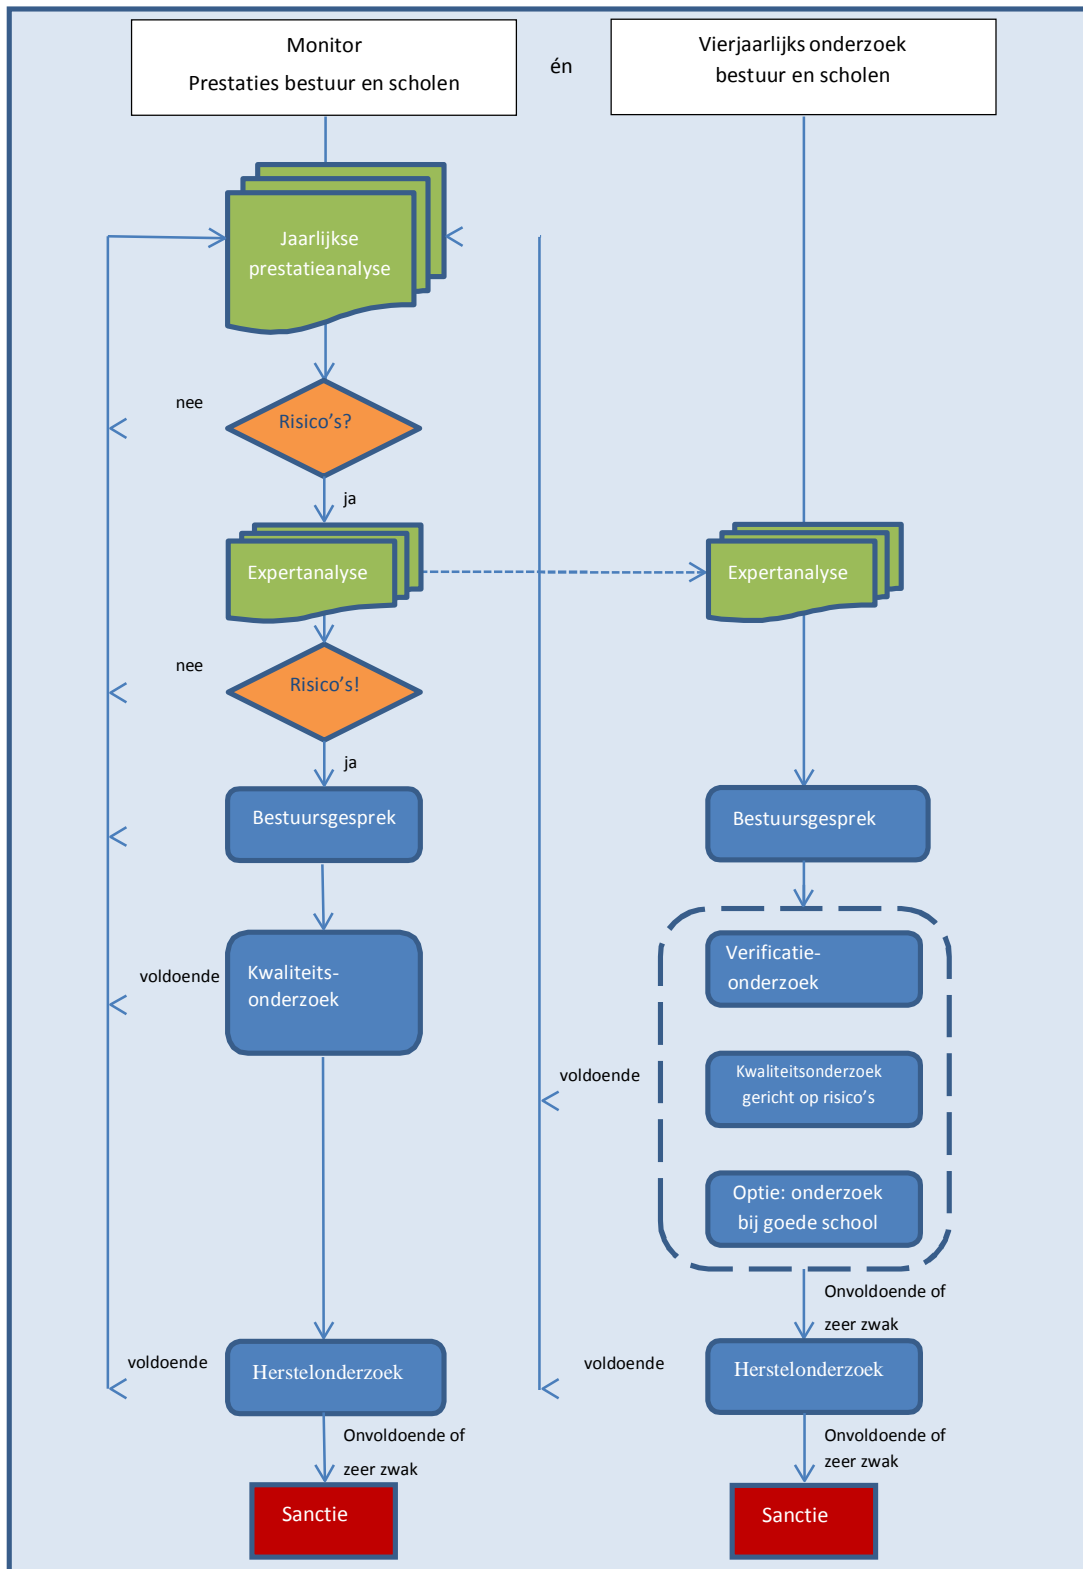 Monitor
Prestaties bestuur en scholen
én
Vierjaarlijks onderzoek
bestuur en scholen
Jaarlijkse
prestatieanalyse
nee
Risico's?
ja
Expertanalyse
Expertanalyse
nee
Risico's!
ja
Bestuursgesprek
Bestuursgesprek
voldoende
Kwaliteits-
onderzoek
Verificatie-
onderzoek
voldoende
Kwaliteitsonderzoek
gericht op risico's
Optie: onderzoek
bij goede school
Onvoldoende of
zeer zwak
voldoende
Herstelonderzoek
voldoende
Herstelonderzoek
Onvoldoende of
zeer zwak
Onvoldoende of
zeer zwak
Sanctie
Sanctie